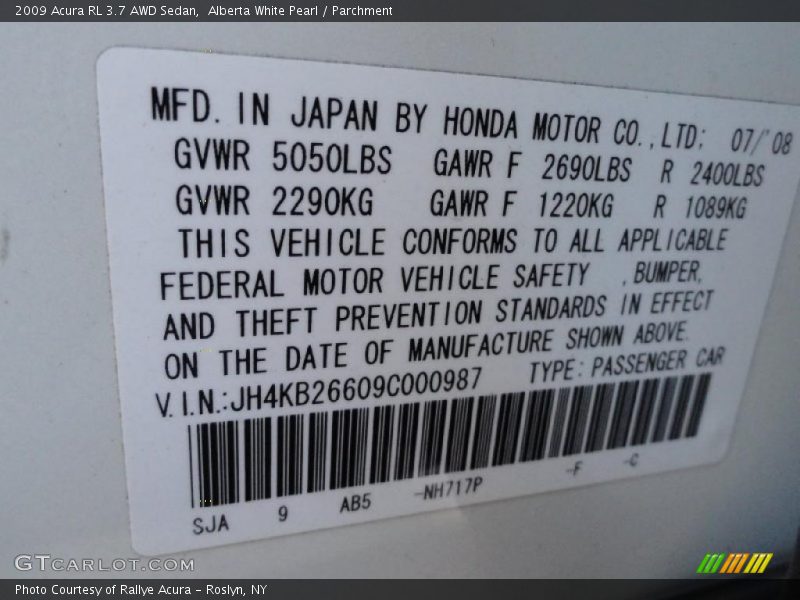 2009 Acura RL 3.7 AWD Sedan,  Alberta White Pearl / Parchment
MFD. IN JAPAN BY HONDA MOTOR CO.,LTD; 07/'08
GVWR 5050LBS GAWR F 2690LBS R 2400LBS
GVWR 2290KG GAWR F 1220KG R 1089KG
THIS VEHICLE CONFORMS TO ALL APPLICABLE
FEDERAL MOTOR VEHICLE SAFETY ,BUMPER,
AND THEFT PREVENTION STANDARDS IN EFFECT
ON THE DATE OF MANUFACTURE SHOWN ABOVE.
V.I.N.:JH4KB26609C000987 TYPE: PASSENGER CAR
SJA 9 AB5 -NH717P -F -C
GTCARLOT.COM
Photo Courtesy of Rallye Acura – Roslyn, NY